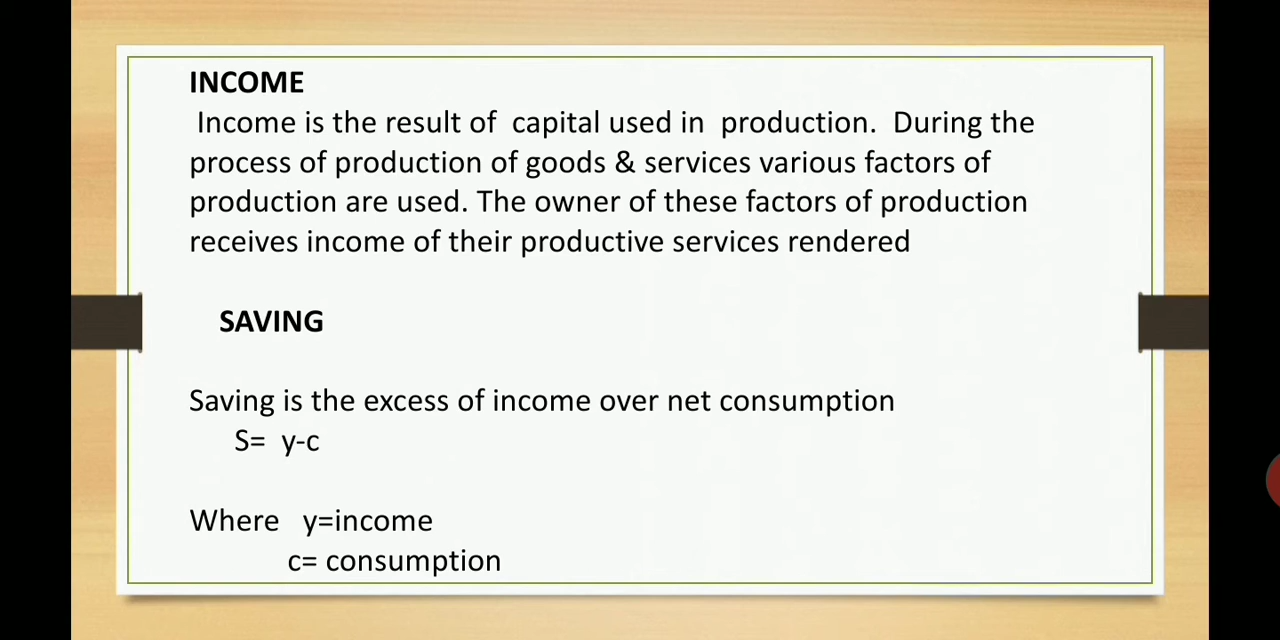 INCOME
Income is the result of capital used in production. During the
process of production of goods & services various factors of
production are used. The owner of these factors of production
receives income of their productive services rendered
SAVING
Saving is the excess of income over net consumption
S= y-c
Where y=income
c= consumption